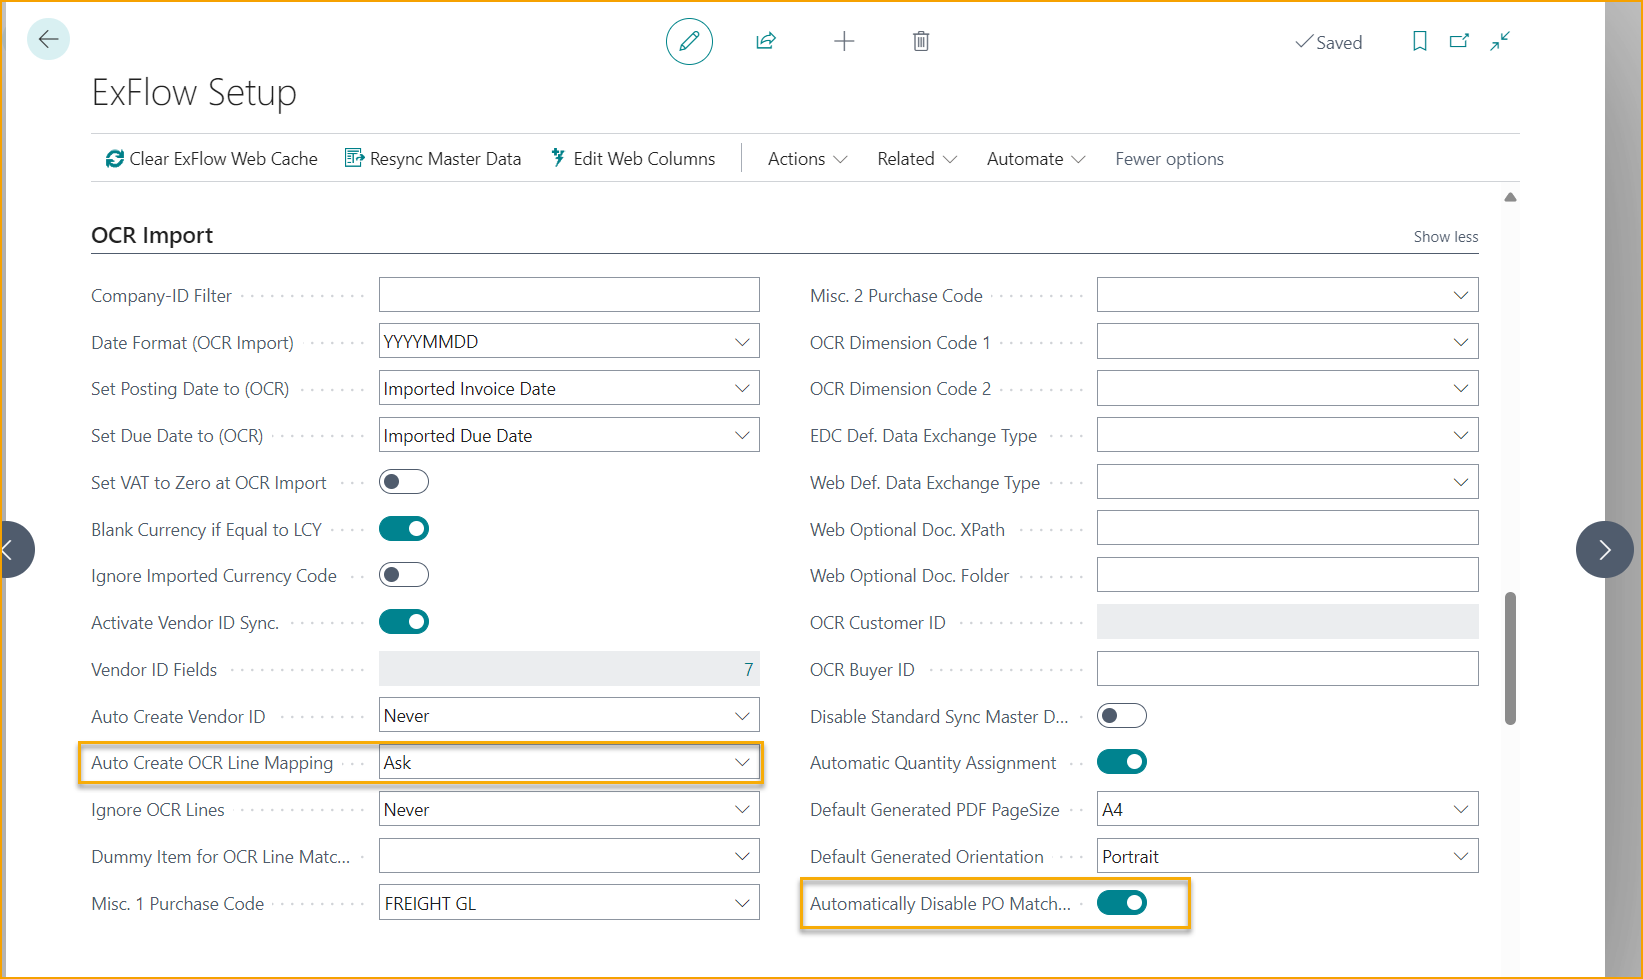 Saved
ExFlow Setup
Clear ExFlow Web Cache Resync Master Data Edit Web Columns Actions Related Automate Fewer options
OCR Import
Show less
Company-ID Filter
Date Format (OCR Import) YYYYMMDD
Set Posting Date to (OCR) Imported Invoice Date
Set Due Date to (OCR) Imported Due Date
Set VAT to Zero at OCR Import
Blank Currency if Equal to LCY
Ignore Imported Currency Code
Activate Vendor ID Sync.
Vendor ID Fields 7
Auto Create Vendor ID Never
Auto Create OCR Line Mapping Ask
Ignore OCR Lines Never
Dummy Item for OCR Line Matc...
Misc. 1 Purchase Code FREIGHT GL
Misc. 2 Purchase Code
OCR Dimension Code 1
OCR Dimension Code 2
EDC Def. Data Exchange Type
Web Def. Data Exchange Type
Web Optional Doc. XPath
Web Optional Doc. Folder
OCR Customer ID
OCR Buyer ID
Disable Standard Sync Master D...
Automatic Quantity Assignment
Default Generated PDF PageSize A4
Default Generated Orientation Portrait
Automatically Disable PO Match...